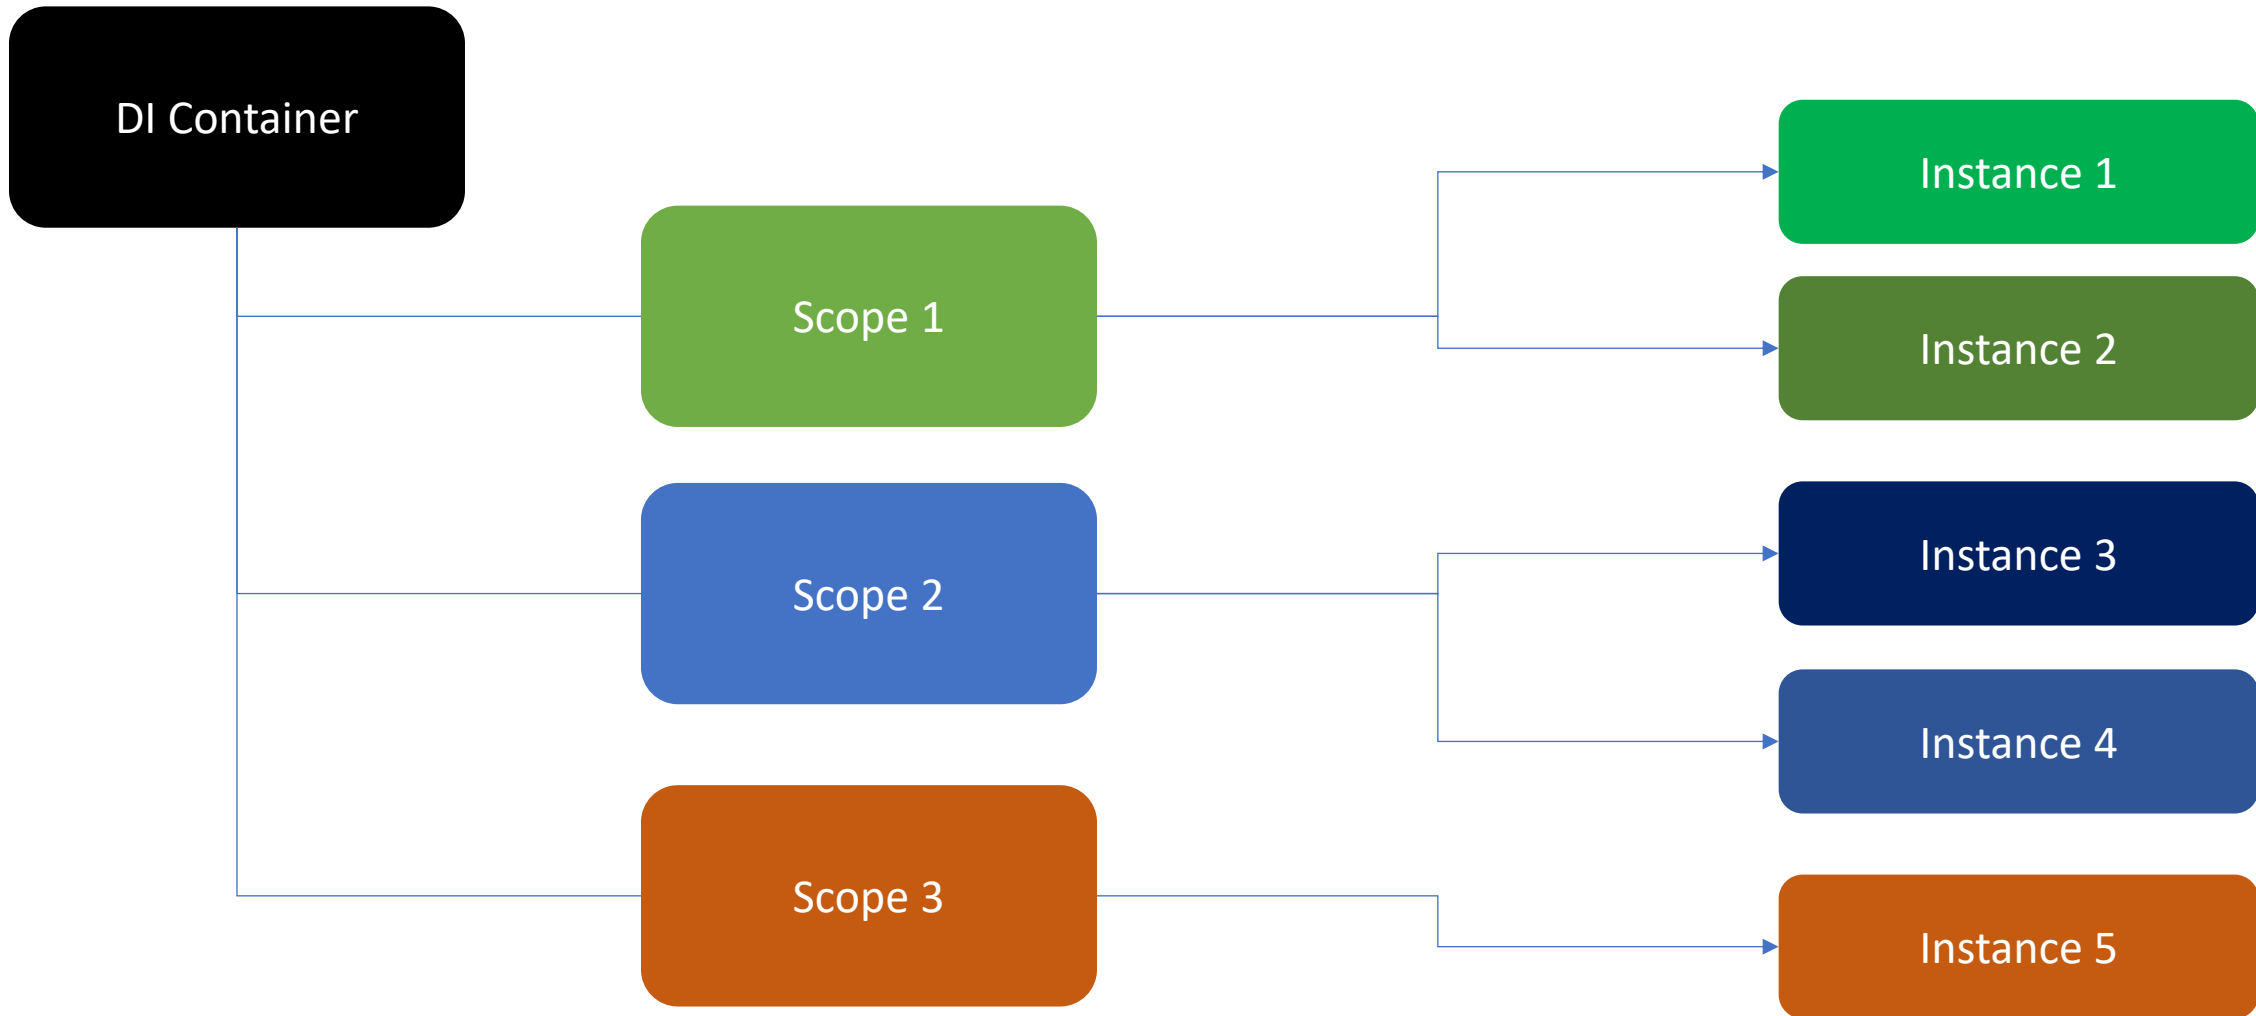 DI Container
Scope 1
Instance 1
Instance 2
Scope 2
Instance 3
Instance 4
Scope 3
Instance 5